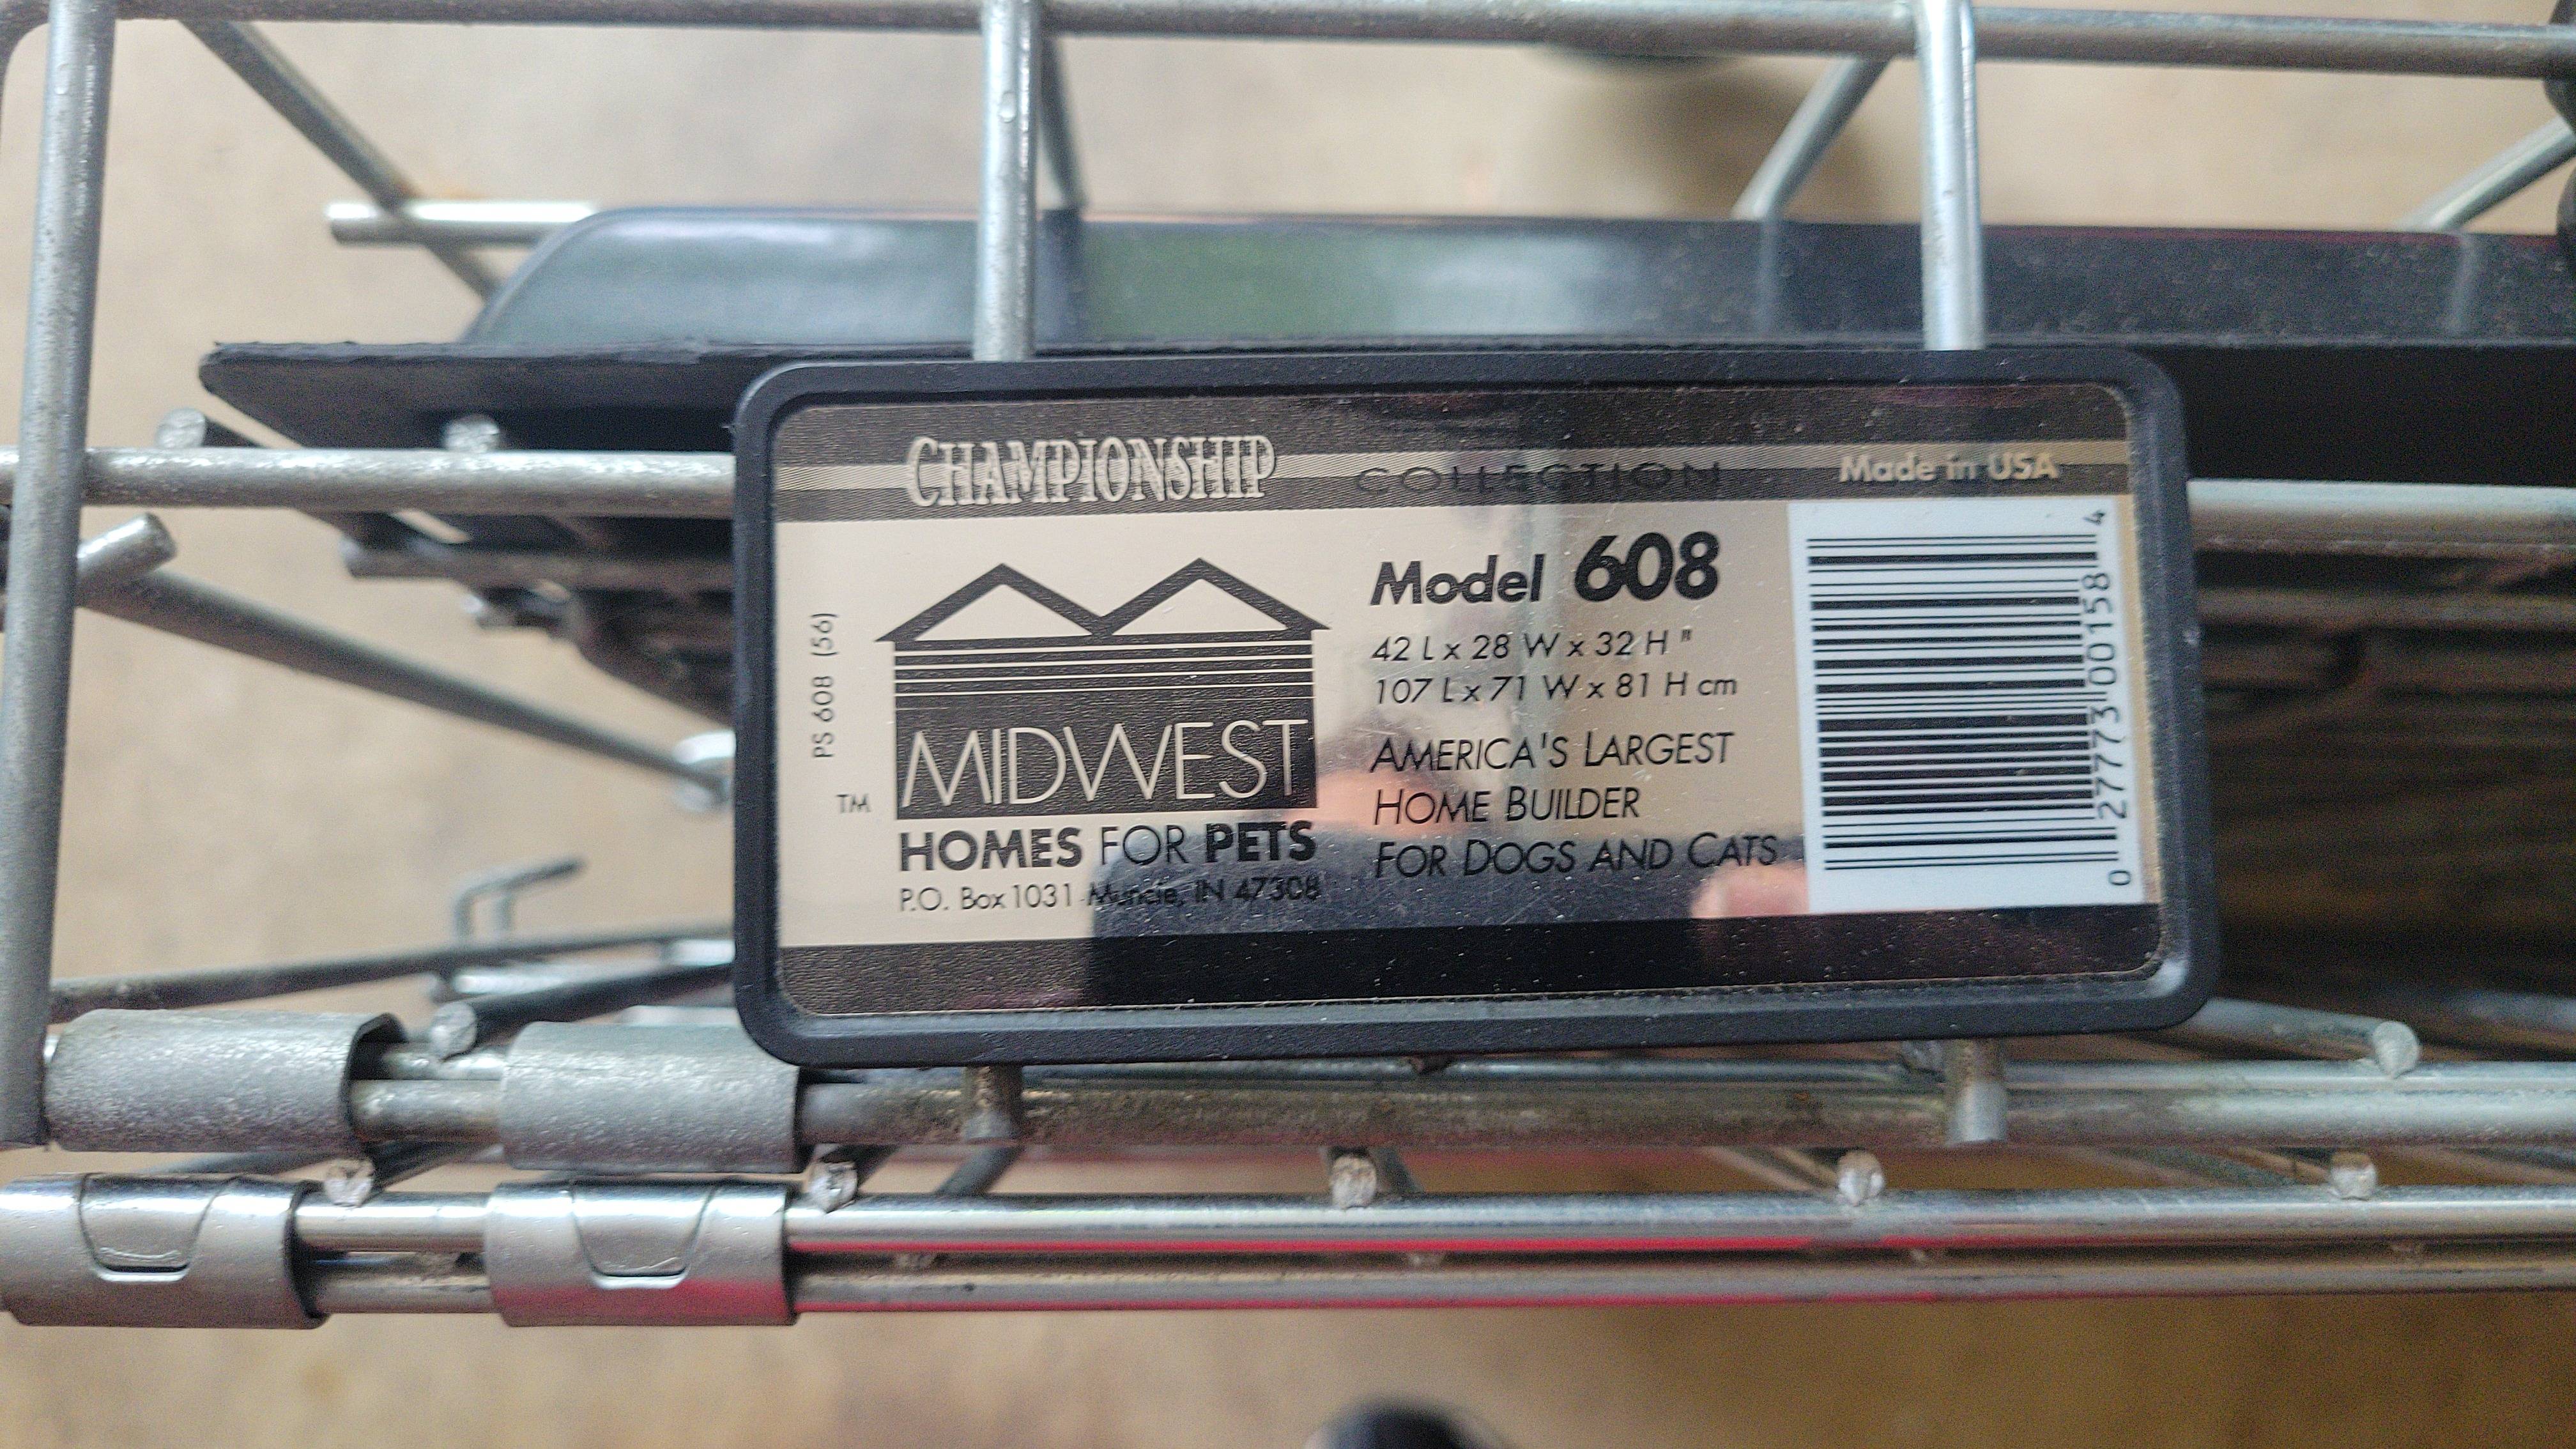 CHAMPIONSHIP COLLECTION Made in USA
PS 608 (56)
TM
MIDWEST
HOMES FOR PETS
P.O. Box 1031 Muncie, IN 47308
Model 608
42 L x 28 W x 32 H "
107 L x 71 W x 81 H cm
AMERICA'S LARGEST
HOME BUILDER
FOR DOGS AND CATS
0 27773 00158 4